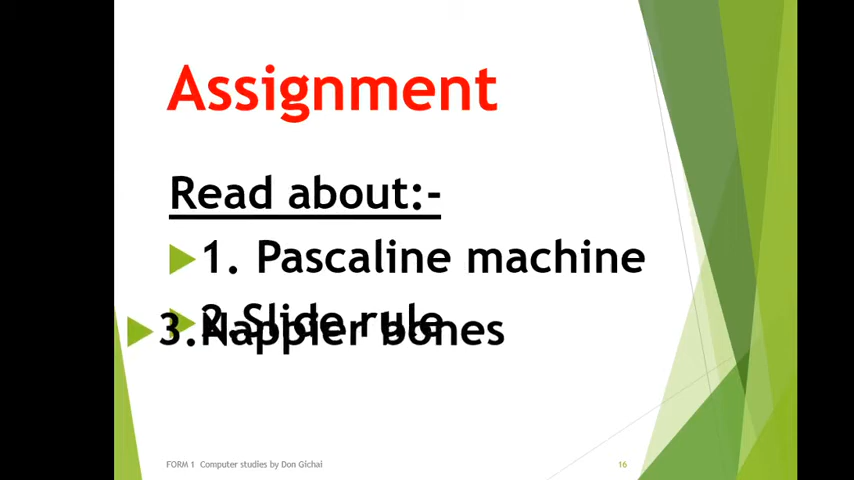 Assignment
Read about:-
1. Pascaline machine
2.Slide rule
3.Nappier bones
FORM 1 Computer studies by Don Gichai
16